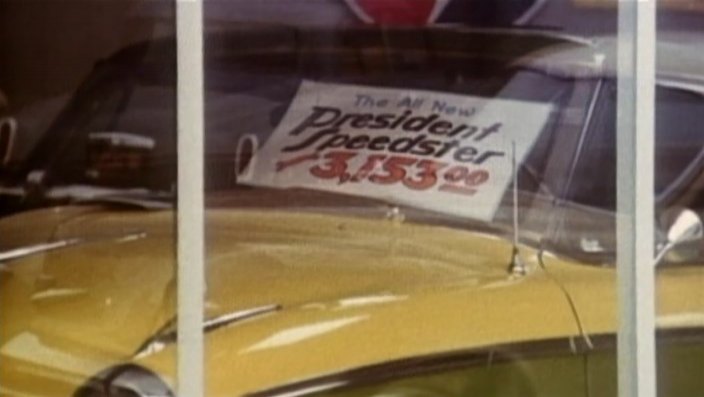 The All New
President
Speedster
$3,153.00